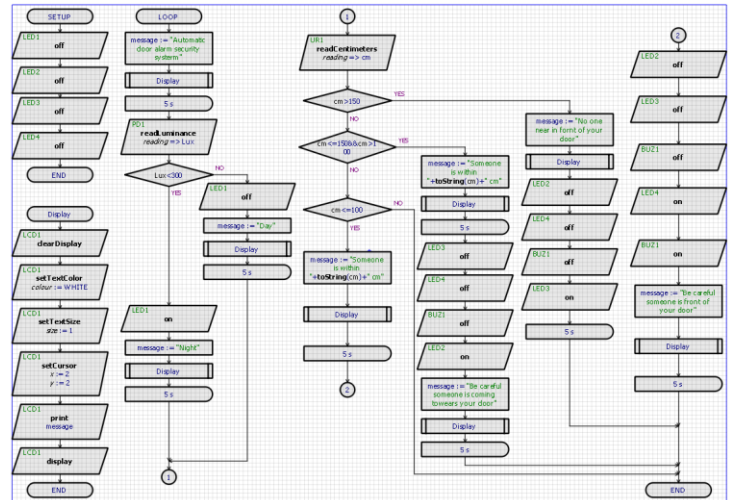 SETUP
LED1
off
LED2
off
LED3
off
LED4
off
END
Display
LCD1
clearDisplay
LCD1
setTextColor
colour := WHITE
LCD1
setTextSize
size := 1
LCD1
setCursor
x := 2
y := 2
LCD1
print
message
LCD1
display
END
LOOP
message := "Automatic
door alarm security
systerm"
Display
5 s
PD1
readLuminance
reading => Lux
Lux<300
NO
YES
LED1
off
message := "Day"
Display
5 s
LED1
on
message := "Night"
Display
5 s
1
1
UR1
readCentimeters
reading => cm
cm>150
YES
NO
cm<=150&&cm>1
00
YES
NO
cm<=100
NO
YES
message := "Someone
is within
"+toString(cm)+" cm"
Display
5 s
2
message := "Someone
is within
"+toString(cm)+" cm"
Display
5 s
LED3
off
LED4
off
BUZ1
off
LED2
on
message := "Be careful
someone is coming
towears your door"
Display
5 s
message := "No one
near in fornt of your
door"
Display
LED2
off
LED4
off
BUZ1
off
LED3
on
5 s
2
LED2
off
LED3
off
BUZ1
off
LED4
on
BUZ1
on
message := "Be careful
someone is front of
your door"
Display
5 s
END